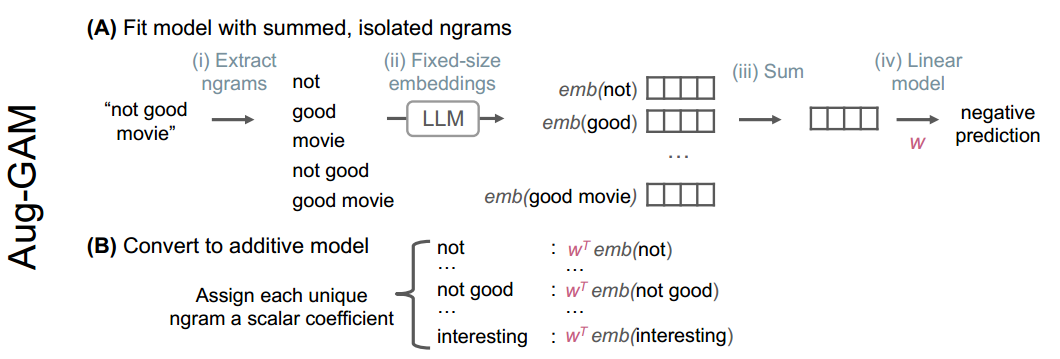 Aug-GAM
(A) Fit model with summed, isolated ngrams
(i) Extract
ngrams
(ii) Fixed-size
embeddings
(iii) Sum
(iv) Linear
model
“not good
movie”
not
good
movie
not good
good movie
LLM
emb(not)
emb(good)
...
emb(good movie)
w
negative
prediction
(B) Convert to additive model
Assign each unique
ngram a scalar coefficient
not : wᵀ emb(not)
... ...
not good : wᵀ emb(not good)
... ...
interesting : wᵀ emb(interesting)